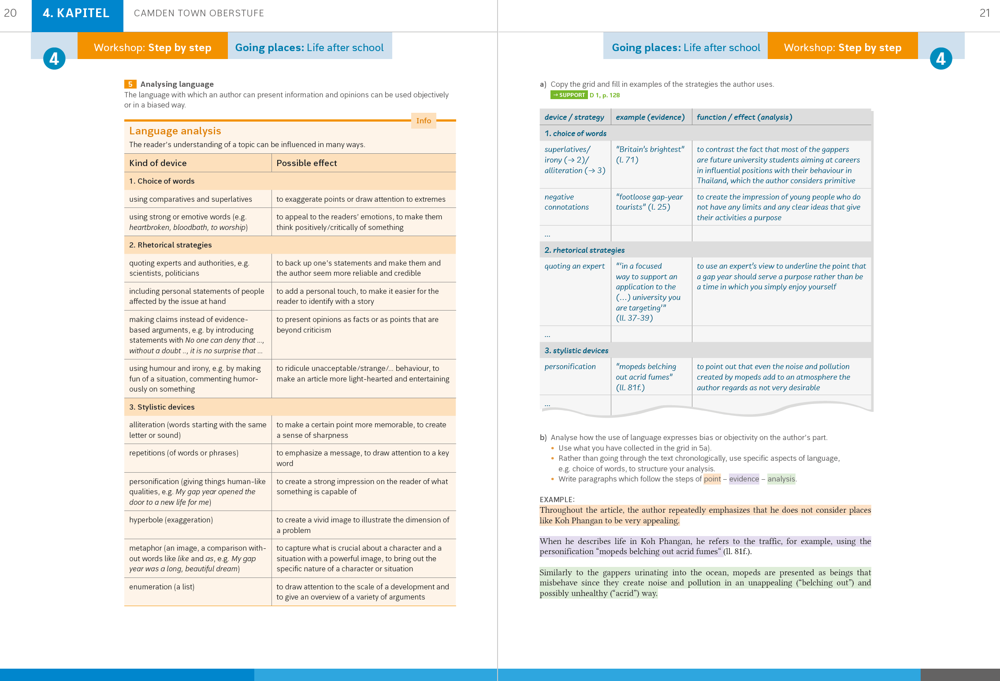 20
4. KAPITEL
CAMDEN TOWN OBERSTUFE
4
Workshop: Step by step
Going places: Life after school
5 Analysing language
The language with which an author can present information and opinions can be used objectively
or in a biased way.
Info
Language analysis
The reader's understanding of a topic can be influenced in many ways.
Kind of device
Possible effect
1. Choice of words
using comparatives and superlatives
to exaggerate points or draw attention to extremes
using strong or emotive words (e.g.
heartbroken, bloodbath, to worship)
to appeal to the readers' emotions, to make them
think positively/critically of something
2. Rhetorical strategies
quoting experts and authorities, e.g.
scientists, politicians
to back up one's statements and make them and
the author seem more reliable and credible
including personal statements of people
affected by the issue at hand
to add a personal touch, to make it easier for the
reader to identify with a story
making claims instead of evidence-
based arguments, e.g. by introducing
statements with No one can deny that ...,
without a doubt .., it is no surprise that ...
to present opinions as facts or as points that are
beyond criticism
using humour and irony, e.g. by making
fun of a situation, commenting humor-
ously on something
to ridicule unacceptable/strange/... behaviour, to
make an article more light-hearted and entertaining
3. Stylistic devices
alliteration (words starting with the same
letter or sound)
to make a certain point more memorable, to create
a sense of sharpness
repetitions (of words or phrases)
to emphasize a message, to draw attention to a key
word
personification (giving things human-like
qualities, e.g. My gap year opened the
door to a new life for me)
to create a strong impression on the reader of what
something is capable of
hyperbole (exaggeration)
to create a vivid image to illustrate the dimension of
a problem
metaphor (an image, a comparison with-
out words like like and as, e.g. My gap
year was a long, beautiful dream)
to capture what is crucial about a character and a
situation with a powerful image, to bring out the
specific nature of a character or situation
enumeration (a list)
to draw attention to the scale of a development and
to give an overview of a variety of arguments
21
Going places: Life after school
Workshop: Step by step
4
a) Copy the grid and fill in examples of the strategies the author uses.
→ SUPPORT D 1, p. 128
device / strategy
example (evidence)
function / effect (analysis)
1. choice of words
superlatives/
irony (→ 2)/
alliteration (→ 3)
"Britain's brightest"
(l. 71)
to contrast the fact that most of the gappers
are future university students aiming at careers
in influential positions with their behaviour in
Thailand, which the author considers primitive
negative
connotations
"footloose gap-year
tourists" (l. 25)
to create the impression of young people who do
not have any limits and any clear ideas that give
their activities a purpose
...
2. rhetorical strategies
quoting an expert
"'in a focused
way to support an
application to the
(...) university you
are targeting'"
(ll. 37-39)
to use an expert's view to underline the point that
a gap year should serve a purpose rather than be
a time in which you simply enjoy yourself
...
3. stylistic devices
personification
"mopeds belching
out acrid fumes"
(ll. 81f.)
to point out that even the noise and pollution
created by mopeds add to an atmosphere the
author regards as not very desirable
...
b) Analyse how the use of language expresses bias or objectivity on the author's part.
• Use what you have collected in the grid in 5a).
• Rather than going through the text chronologically, use specific aspects of language,
e.g. choice of words, to structure your analysis.
• Write paragraphs which follow the steps of point – evidence – analysis.
EXAMPLE:
Throughout the article, the author repeatedly emphasizes that he does not consider places
like Koh Phangan to be very appealing.
When he describes life in Koh Phangan, he refers to the traffic, for example, using the
personification “mopeds belching out acrid fumes“ (ll. 81f.).
Similarly to the gappers urinating into the ocean, mopeds are presented as beings that
misbehave since they create noise and pollution in an unappealing (“belching out”) and
possibly unhealthy (“acrid”) way.